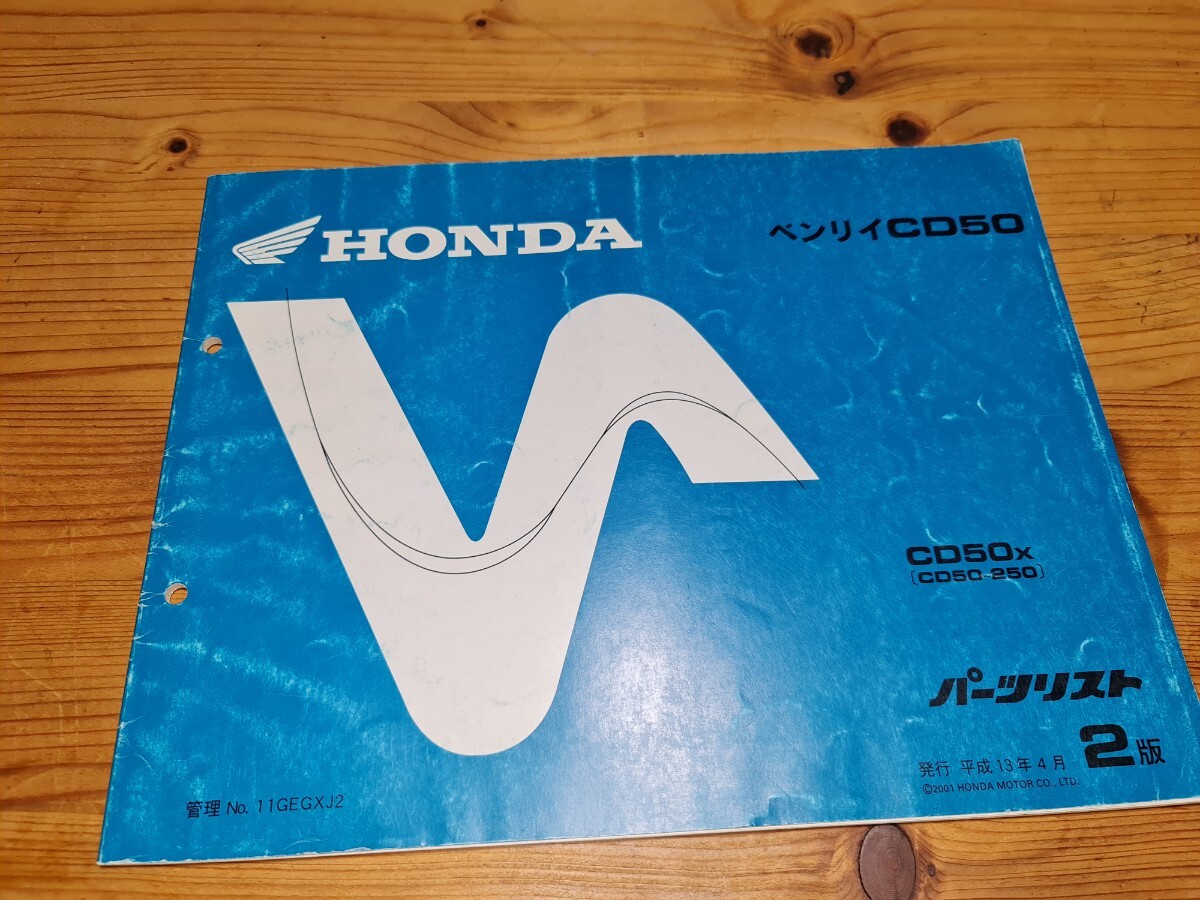 HONDA
ベンリイCD50
CD50X
〔CD50-250〕
パーツリスト
2版
発行 平成13年4月
©2001 HONDA MOTOR CO., LTD.
管理 No. 11GEGXJ2